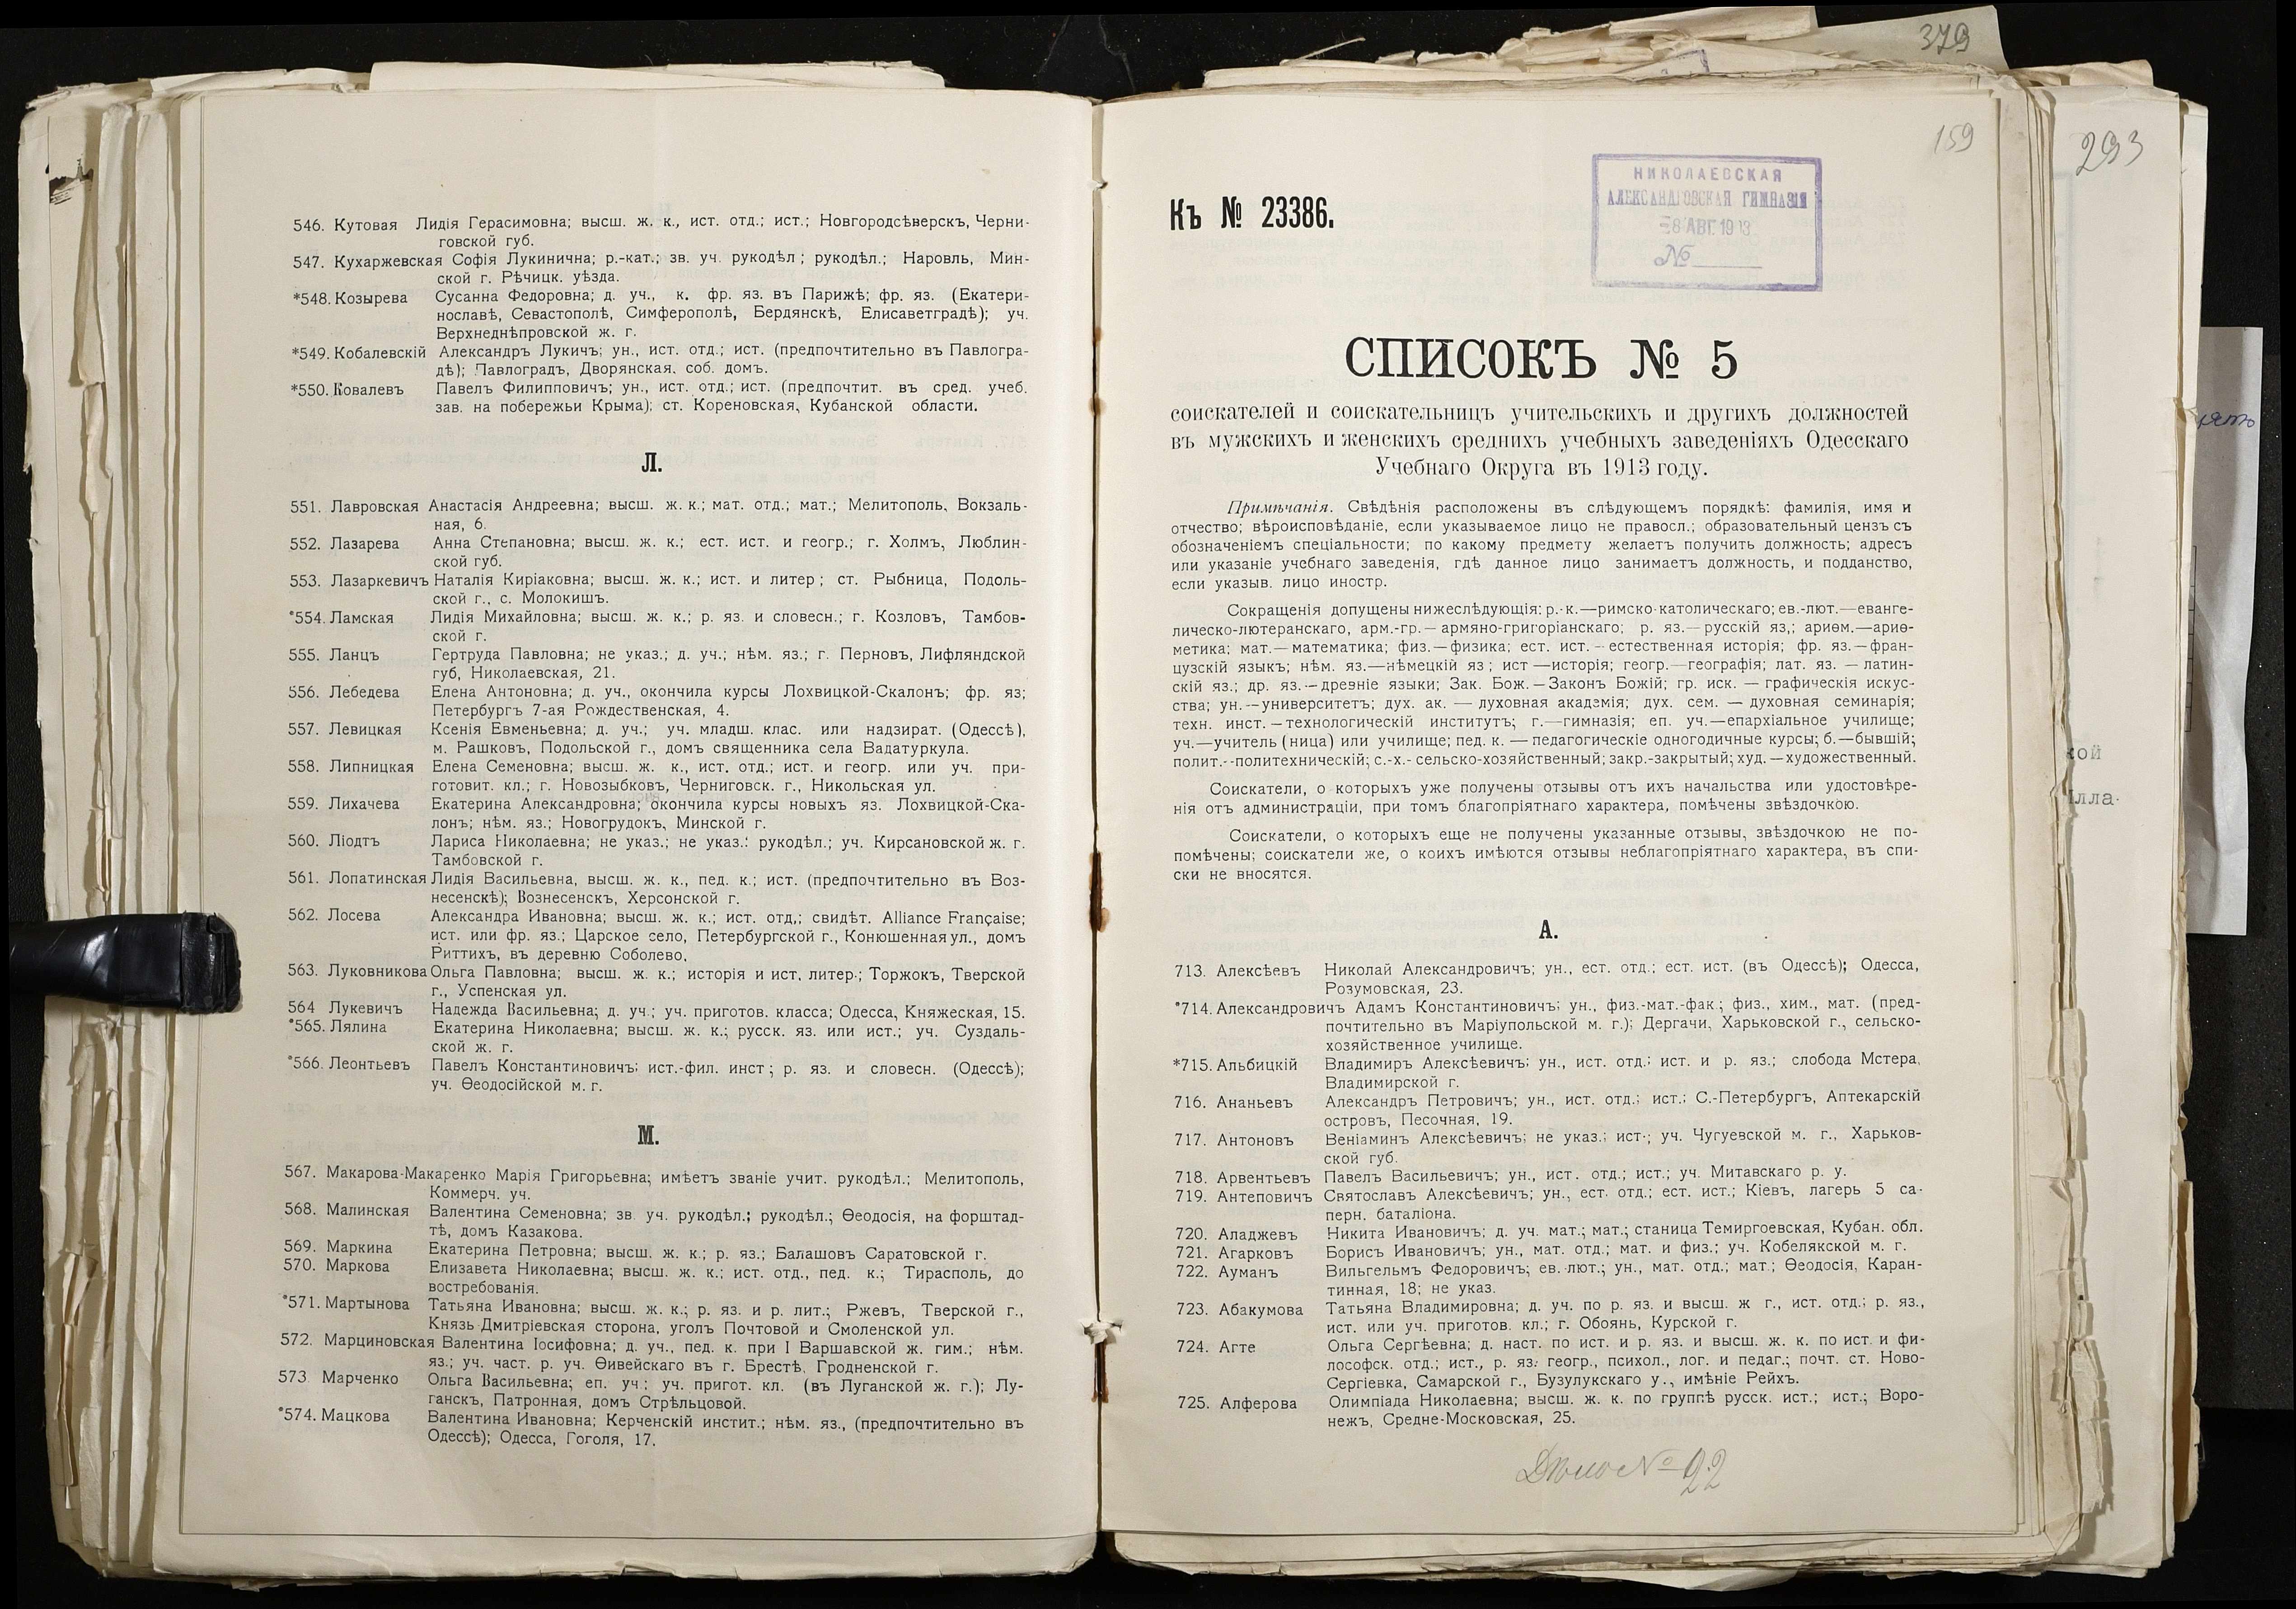 546. Кутовая Лидія Герасимовна; высш. ж. к., ист. отд.; ист.; Новгородсѣверскъ, Черни-
говской губ.
547. Кухаржевская Софія Лукинична; р.-кат.; зв. уч. рукодѣл; рукодѣл.; Наровль, Мин-
ской г. Рѣчицк. уѣзда.
*548. Козырева Сусанна Федоровна; д. уч., к. фр. яз. въ Парижѣ; фр. яз. (Екатери-
нославѣ, Севастополѣ, Симферополѣ, Бердянскѣ, Елисаветградѣ); уч.
Верхнеднѣпровской ж. г.
*549. Кобалевскій Александръ Лукичъ; ун., ист. отд.; ист. (предпочтительно въ Павлогра-
дѣ); Павлоградъ, Дворянская. соб. домъ.
*550. Ковалевъ Павелъ Филипповичъ; ун., ист. отд.; ист. (предпочтит. въ сред. учеб.
зав. на побережьи Крыма); ст. Кореновская, Кубанской области.
Л.
551. Лавровская Анастасія Андреевна; высш. ж. к.; мат. отд.; мат.; Мелитополь, Вокзаль-
ная, 6.
552. Лазарева Анна Степановна; высш. ж. к.; ест. ист. и геогр.; г. Холмъ, Люблин-
ской губ.
553. Лазаркевичъ Наталія Киріаковна; высш. ж. к.; ист. и литер; ст. Рыбница, Подоль-
ской г., с. Молокишъ.
*554. Ламская Лидія Михайловна; высш. ж. к.; р. яз. и словесн.; г. Козловъ, Тамбов-
ской г.
555. Ланцъ Гертруда Павловна; не указ.; д. уч.; нѣм. яз.; г. Перновъ, Лифляндской
губ, Николаевская, 21.
556. Лебедева Елена Антоновна; д. уч., окончила курсы Лохвицкой-Скалонъ; фр. яз;
Петербургъ 7-ая Рождественская, 4.
557. Левицкая Ксенія Евменьевна; д. уч.; уч. младш. клас. или надзират. (Одессѣ),
м. Рашковъ, Подольской г., домъ священника села Вадатуркула.
558. Липницкая Елена Семеновна; высш. ж. к., ист. отд.; ист. и геогр. или уч. при-
готовит. кл.; г. Новозыбковъ, Черниговск. г., Никольская ул.
559. Лихачева Екатерина Александровна; окончила курсы новыхъ яз. Лохвицкой-Ска-
лонъ; нѣм. яз.; Новогрудокъ, Минской г.
560. Ліодтъ Лариса Николаевна; не указ.; не указ.: рукодѣл.; уч. Кирсановской ж. г.
Тамбовской г.
561. Лопатинская Лидія Васильевна, высш. ж. к., пед. к.; ист. (предпочтительно въ Воз-
несенскѣ); Вознесенскъ, Херсонской г.
562. Лосева Александра Ивановна; высш. ж. к.; ист. отд,; свидѣт. Alliance Française;
ист. или фр. яз.; Царское село, Петербургской г., Конюшенная ул., домъ
Риттихъ, въ деревню Соболево.
563. Луковникова Ольга Павловна; высш. ж. к.; исторія и ист. литер.; Торжокъ, Тверской
г., Успенская ул.
564 Лукевичъ Надежда Васильевна; д. уч.; уч. приготов. класса; Одесса, Княжеская, 15.
*565. Лялина Екатерина Николаевна; высш. ж. к.; русск. яз. или ист.; уч. Суздаль-
ской ж. г.
*566. Леонтьевъ Павелъ Константиновичъ; ист.-фил. инст; р. яз. и словесн. (Одессѣ);
уч. Ѳеодосійской м. г.
М.
567. Макарова-Макаренко Марія Григорьевна; имѣетъ званіе учит. рукодѣл.; Мелитополь,
Коммерч. уч.
568. Малинская Валентина Семеновна; зв. уч. рукодѣл.; рукодѣл.; Ѳеодосія, на форштад-
тѣ, домъ Казакова.
569. Маркина Екатерина Петровна; высш. ж. к.; р. яз.; Балашовъ Саратовской г.
570. Маркова Елизавета Николаевна; высш. ж. к.; ист. отд., пед. к.; Тирасполь, до
востребованія.
*571. Мартынова Татьяна Ивановна; высш. ж. к.; р. яз. и р. лит.; Ржевъ, Тверской г.,
Князь-Дмитріевская сторона, уголъ Почтовой и Смоленской ул.
572. Марциновская Валентина Іосифовна; д. уч., пед. к. при I Варшавской ж. гим.; нѣм.
яз.; уч. част. р. уч. Ѳивейскаго въ г. Брестѣ, Гродненской г.
573 Марченко Ольга Васильевна; еп. уч; уч. пригот. кл. (въ Луганской ж. г.); Лу-
ганскъ, Патронная, домъ Стрѣльцовой.
*574. Мацкова Валентина Ивановна; Керченскій инстит.; нѣм. яз., (предпочтительно въ
Одессѣ); Одесса, Гоголя, 17.
379
159
293
Къ № 23386.
НИКОЛАЕВСКАЯ
АЛЕКСАНДРОВСКАЯ ГИМНАЗІЯ
8 АВГ 1913
№
СПИСОКЪ № 5
соискателей и соискательницъ учительскихъ и другихъ должностей
въ мужскихъ и женскихъ среднихъ учебныхъ заведеніяхъ Одесскаго
Учебнаго Округа въ 1913 году.
Примѣчанія. Свѣдѣнія расположены въ слѣдующемъ порядкѣ: фамилія, имя и
отчество; вѣроисповѣданіе, если указываемое лицо не правосл.; образовательный цензъ съ
обозначеніемъ спеціальности; по какому предмету желаетъ получить должность; адресъ
или указаніе учебнаго заведенія, гдѣ данное лицо занимаетъ должность, и подданство,
если указыв. лицо иностр.
Сокращенія допущены нижеслѣдующія: р.-к.—римско-католическаго; ев.-лют.—еванге-
лическо-лютеранскаго, арм.-гр.—армяно-григоріанскаго; р. яз.—русскій яз,; ариѳм.—ариѳ-
метика; мат.—математика; физ.—физика; ест. ист.—естественная исторія; фр. яз.—фран-
цузскій языкъ; нѣм. яз.—нѣмецкій яз; ист—исторія; геогр.—географія; лат. яз. — латин-
скій яз.; др. яз.—древніе языки; Зак. Бож.—Законъ Божій; гр. иск. — графическія искус-
ства; ун.—университетъ; дух. ак. — духовная академія; дух. сем. — духовная семинарія;
техн. инст.—технологическій институтъ; г.—гимназія; еп. уч.—епархіальное училище;
уч.—учитель (ница) или училище; пед. к. — педагогическіе одногодичные курсы; б.—бывшій;
полит.--политехническій; с.-х.- сельско-хозяйственный; закр.-закрытый; худ.—художественный.
Соискатели, о которыхъ уже получены отзывы отъ ихъ начальства или удостовѣре-
нія отъ администраціи, при томъ благопріятнаго характера, помѣчены звѣздочкою.
Соискатели, о которыхъ еще не получены указанные отзывы, звѣздочкою не по-
помѣчены; соискатели же, о коихъ имѣются отзывы неблагопріятнаго характера, въ спи-
ски не вносятся.
А.
713. Алексѣевъ Николай Александровичъ; ун., ест. отд.; ест. ист. (въ Одессѣ); Одесса,
Розумовская, 23.
*714. Александровичъ Адамъ Константиновичъ; ун., физ.-мат.-фак.; физ., хим., мат. (пред-
почтительно въ Маріупольской м. г.); Дергачи, Харьковской г., сельско-
хозяйственное училище.
*715. Альбицкій Владимиръ Алексѣевичъ; ун., ист. отд.; ист. и р. яз.; слобода Мстера,
Владимирской г.
716. Ананьевъ Александръ Петровичъ; ун., ист. отд.; ист.; С.-Петербургъ, Аптекарскій
островъ, Песочная, 19.
717. Антоновъ Веніаминъ Алексѣевичъ; не указ.; ист.; уч. Чугуевской м. г., Харьков-
ской губ.
718. Арвентьевъ Павелъ Васильевичъ; ун., ист. отд.; ист.; уч. Митавскаго р. у.
719. Антеповичъ Святославъ Алексѣевичъ; ун., ест. отд.; ест. ист.; Кіевъ, лагерь 5 са-
перн. баталіона.
720. Аладжевъ Никита Ивановичъ; д. уч. мат.; мат.; станица Темиргоевская, Кубан. обл.
721. Агарковъ Борисъ Ивановичъ; ун., мат. отд.; мат. и физ.; уч. Кобелякской м. г.
722. Ауманъ Вильгельмъ Федоровичъ; ев.-лют.; ун., мат. отд.; мат.; Ѳеодосія, Каран-
тинная, 18; не указ.
723. Абакумова Татьяна Владимировна; д. уч. по р. яз. и высш. ж г., ист. отд.; р. яз.,
ист. или уч. приготов. кл.; г. Обоянь, Курской г.
724. Агте Ольга Сергѣевна; д. наст. по ист. и р. яз. и высш. ж. к. по ист. и фи-
лософск. отд.; ист., р. яз. геогр., психол., лог. и педаг.; почт. ст. Ново-
Сергіевка, Самарской г., Бузулукскаго у., имѣніе Рейхъ.
725. Алферова Олимпіада Николаевна; высш. ж. к. по группѣ русск. ист.; ист.; Воро-
нежъ, Средне-Московская, 25.
Дѣло № 22
кой
лла-